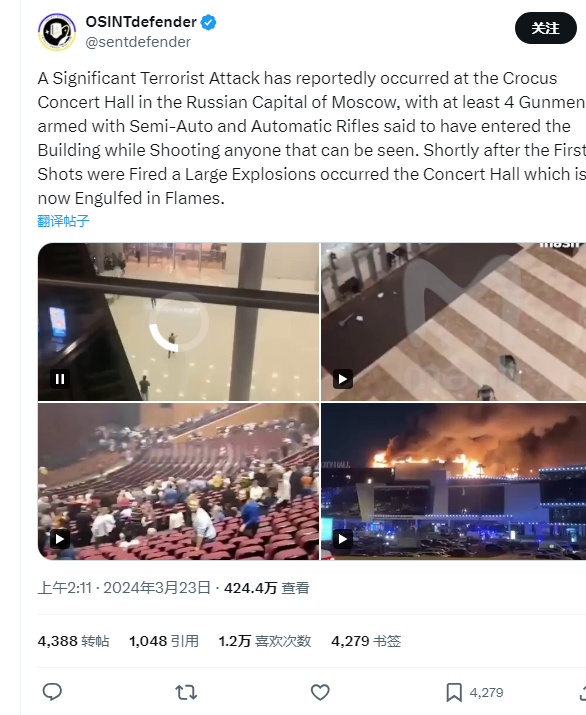 OSINTdefender
关注
@sentdefender
A Significant Terrorist Attack has reportedly occurred at the Crocus
Concert Hall in the Russian Capital of Moscow, with at least 4 Gunmen
armed with Semi-Auto and Automatic Rifles said to have entered the
Building while Shooting anyone that can be seen. Shortly after the First
Shots were Fired a Large Explosions occurred the Concert Hall which is
now Engulfed in Flames.
翻译帖子
mash
上午2:11 · 2024年3月23日 · 424.4万 查看
4,388 转帖 1,048 引用 1.2万 喜欢次数 4,279 书签
4,279